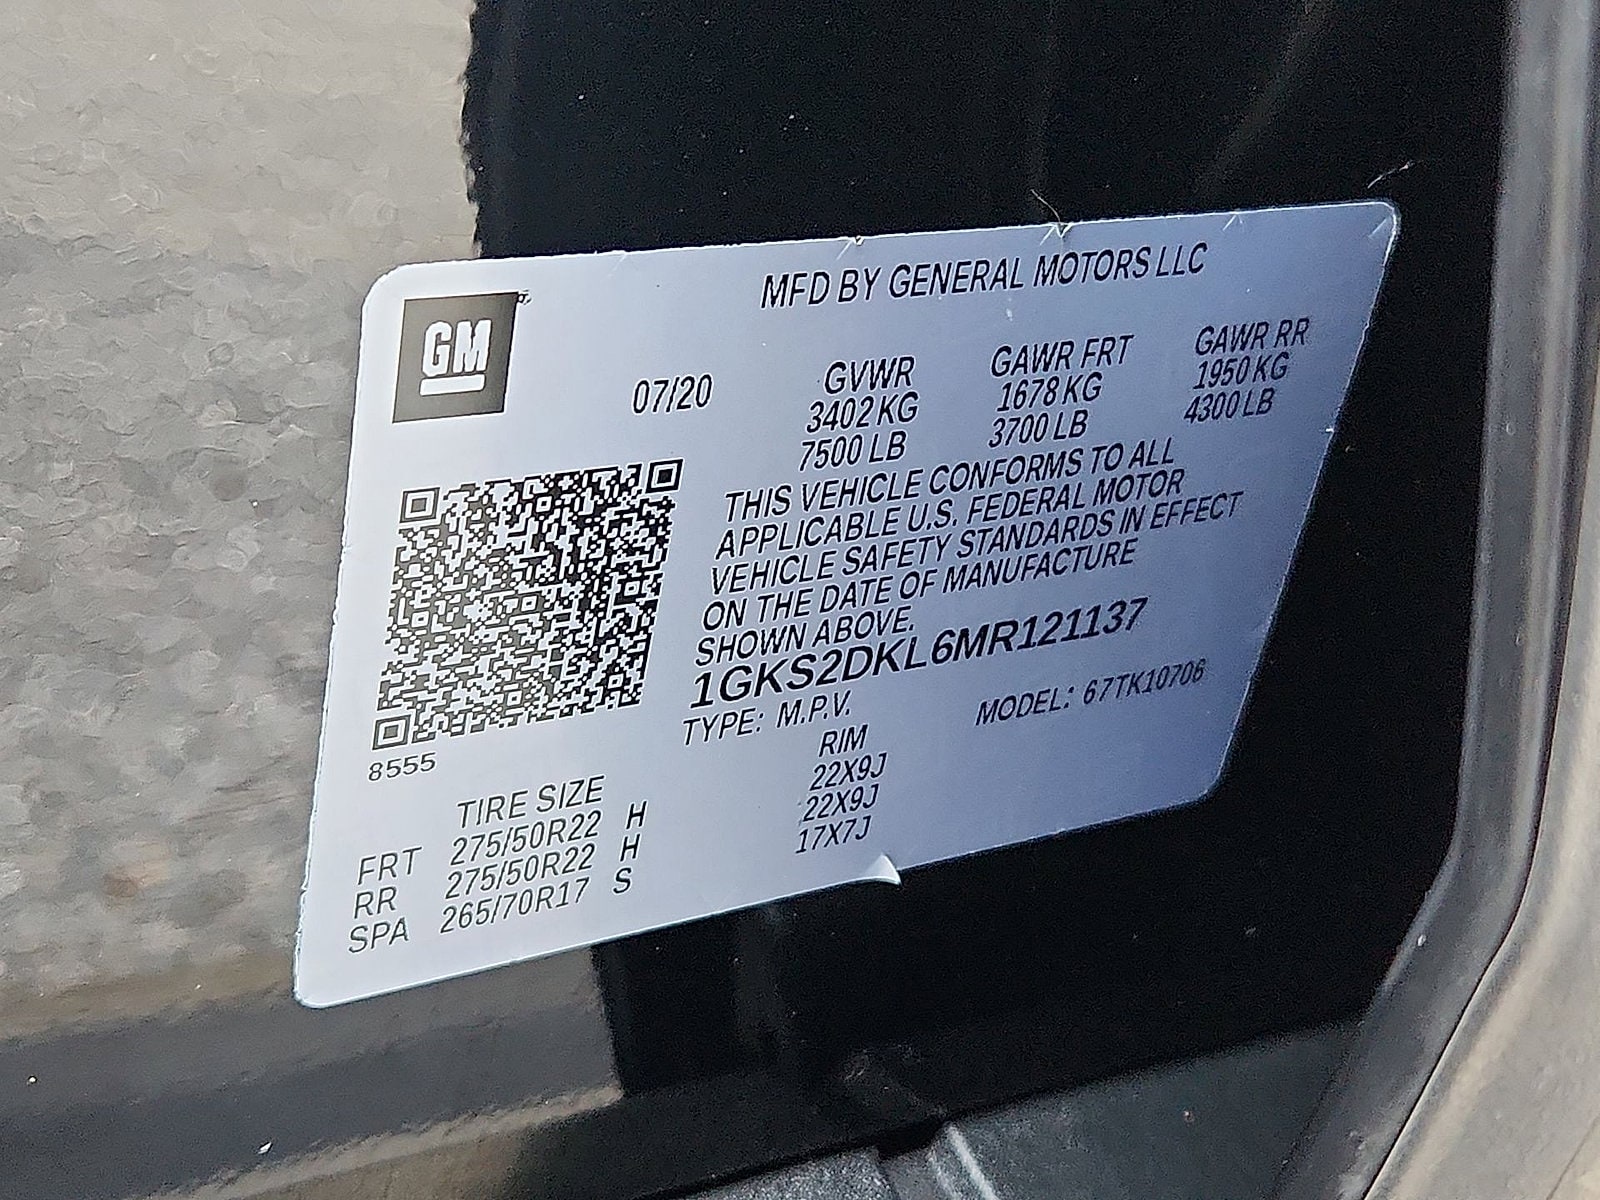 GM
MFD BY GENERAL MOTORS LLC
07/20
GVWR GAWR FRT GAWR RR
3402 KG 1678 KG 1950 KG
7500 LB 3700 LB 4300 LB
THIS VEHICLE CONFORMS TO ALL
APPLICABLE U.S. FEDERAL MOTOR
VEHICLE SAFETY STANDARDS IN EFFECT
ON THE DATE OF MANUFACTURE
SHOWN ABOVE.
1GKS2DKL6MR121137
TYPE: M.P.V. MODEL: 67TK10706
8555
TIRE SIZE RIM
FRT 275/50R22 H 22X9J
RR 275/50R22 H 22X9J
SPA 265/70R17 S 17X7J